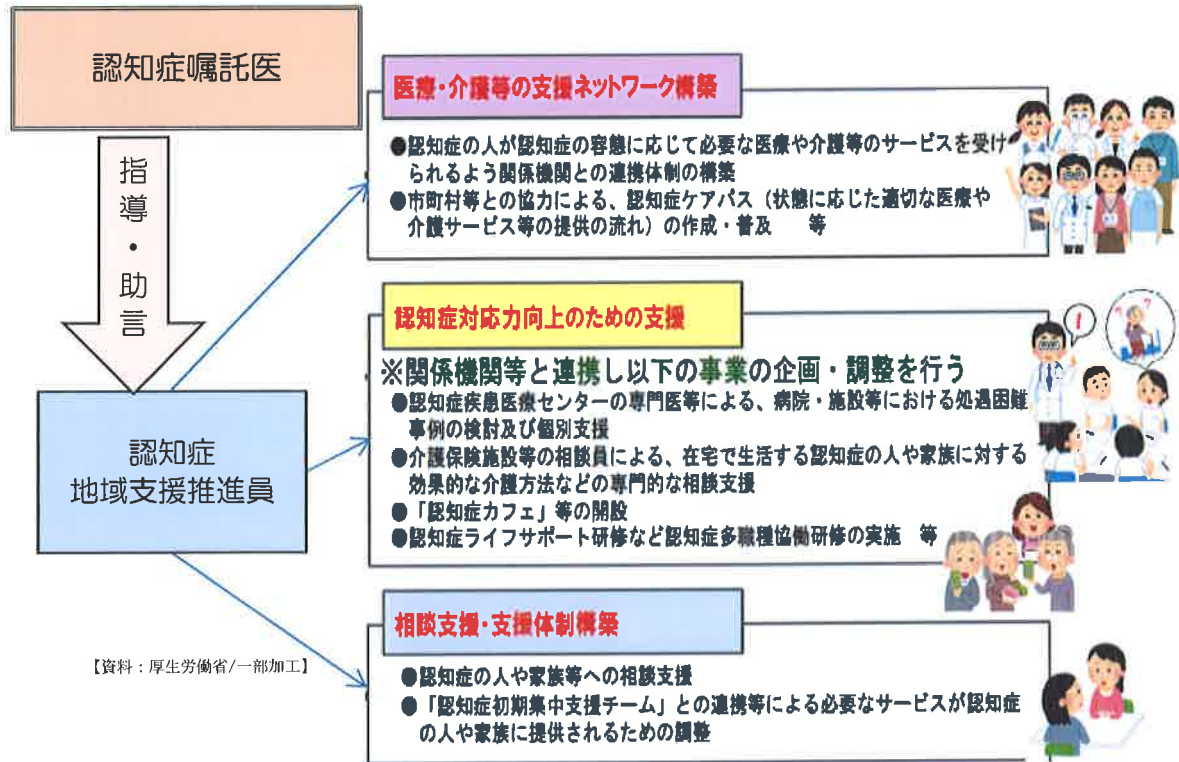 認知症嘱託医
指導・助言
認知症
地域支援推進員
【資料：厚生労働省/一部加工】
医療・介護等の支援ネットワーク構築
●認知症の人が認知症の容態に応じて必要な医療や介護等のサービスを受け
られるよう関係機関との連携体制の構築
●市町村等との協力による、認知症ケアパス（状態に応じた適切な医療や
介護サービス等の提供の流れ）の作成・普及　等
認知症対応力向上のための支援
※関係機関等と連携し以下の事業の企画・調整を行う
●認知症疾患医療センターの専門医等による、病院・施設等における処遇困難
事例の検討及び個別支援
●介護保険施設等の相談員による、在宅で生活する認知症の人や家族に対する
効果的な介護方法などの専門的な相談支援
●「認知症カフェ」等の開設
●認知症ライフサポート研修など認知症多職種協働研修の実施　等
!
? ?
相談支援・支援体制構築
●認知症の人や家族等への相談支援
●「認知症初期集中支援チーム」との連携等による必要なサービスが認知症
の人や家族に提供されるための調整